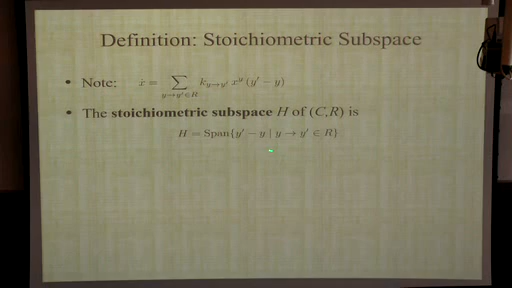 Definition: Stoichiometric Subspace
• Note: ẋ = ∑_{y→y′∈R} k_{y→y′} x^y (y′ − y)
• The stoichiometric subspace H of (C,R) is
H = Span{y′ − y | y → y′ ∈ R}